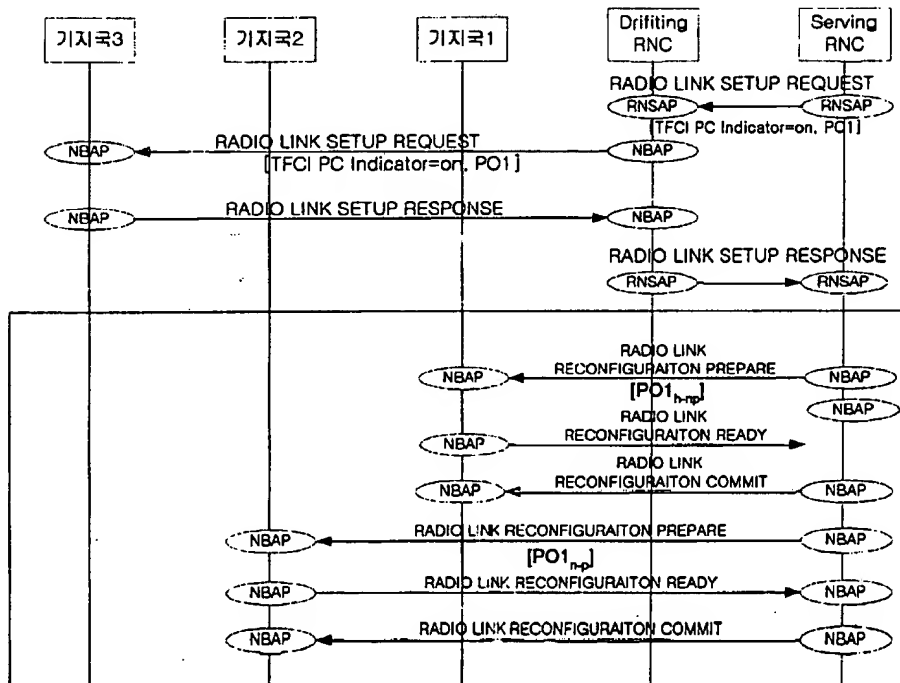 기지국3
기지국2
기지국1
Drifiting
RNC
Serving
RNC
RADIO LINK SETUP REQUEST
RNSAP
RNSAP
[TFCI PC Indicator=on, PO1]
RADIO LINK SETUP REQUEST
NBAP
NBAP
[TFCI PC Indicator=on, PO1]
RADIO LINK SETUP RESPONSE
NBAP
NBAP
RADIO LINK SETUP RESPONSE
RNSAP
RNSAP
RADIO LINK
RECONFIGURAITON PREPARE
NBAP
NBAP
[PO1h-np]
NBAP
RADIO LINK
RECONFIGURAITON READY
NBAP
RADIO LINK
RECONFIGURAITON COMMIT
NBAP
NBAP
RADIO LINK RECONFIGURAITON PREPARE
NBAP
NBAP
[PO1n-p]
RADIO LINK RECONFIGURAITON READY
NBAP
NBAP
RADIO LINK RECONFIGURAITON COMMIT
NBAP
NBAP